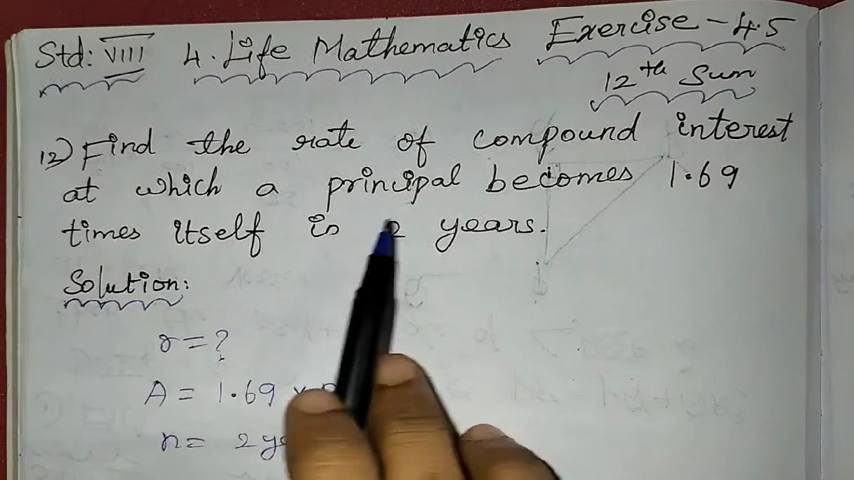 Std: VIII 4. Life Mathematics Exercise - 4.5
12th Sum
12) Find the rate of compound interest
at which a principal becomes 1.69
times itself in 2 years.
Solution:
r = ?
A = 1.69 ×
n = 2